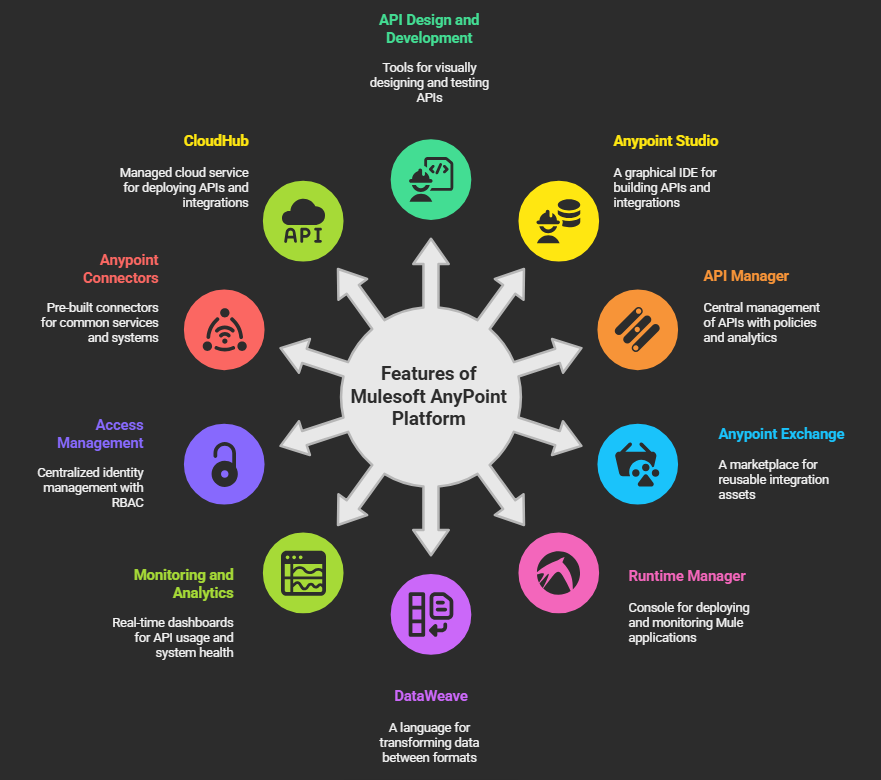 API Design and
Development
Tools for visually
designing and testing
APIs
CloudHub
Managed cloud service
for deploying APIs and
integrations
API
Anypoint Studio
A graphical IDE for
building APIs and
integrations
Anypoint
Connectors
Pre-built connectors
for common services
and systems
API Manager
Central management
of APIs with policies
and analytics
Features of
Mulesoft AnyPoint
Platform
Access
Management
Centralized identity
management with
RBAC
Anypoint Exchange
A marketplace for
reusable integration
assets
Monitoring and
Analytics
Real-time dashboards
for API usage and
system health
Runtime Manager
Console for deploying
and monitoring Mule
applications
DataWeave
A language for
transforming data
between formats